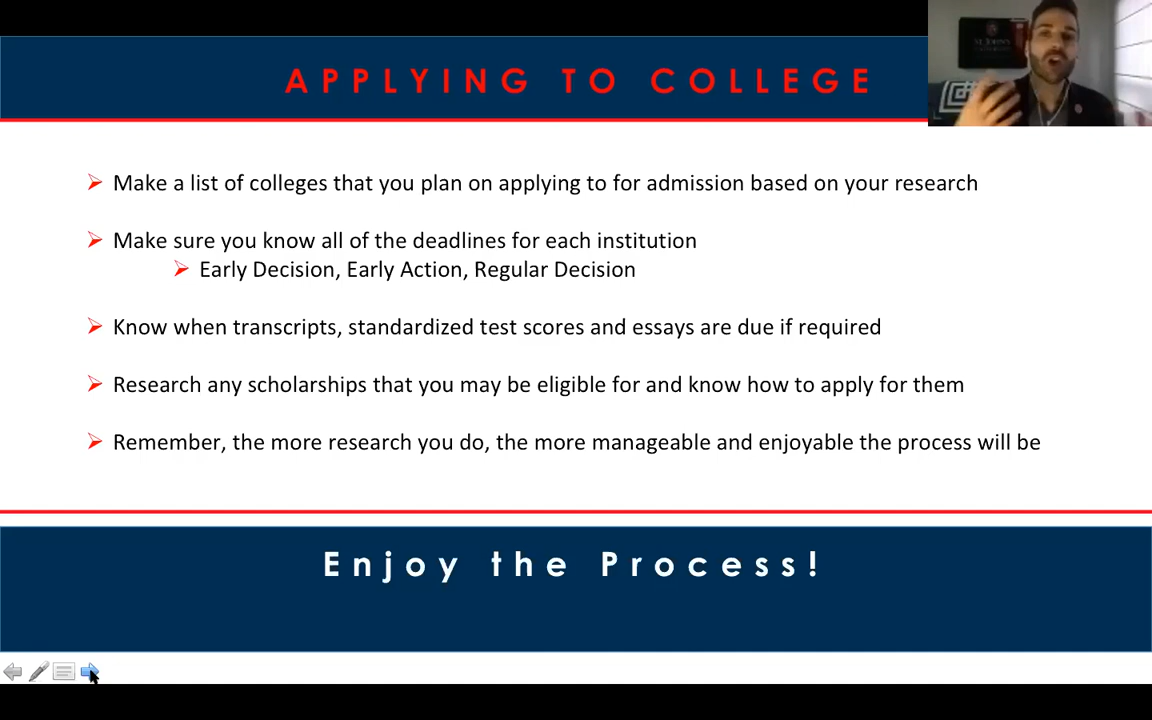 APPLYING TO COLLEGE
ST. JOHN'S
Make a list of colleges that you plan on applying to for admission based on your research
Make sure you know all of the deadlines for each institution
Early Decision, Early Action, Regular Decision
Know when transcripts, standardized test scores and essays are due if required
Research any scholarships that you may be eligible for and know how to apply for them
Remember, the more research you do, the more manageable and enjoyable the process will be
Enjoy the Process!